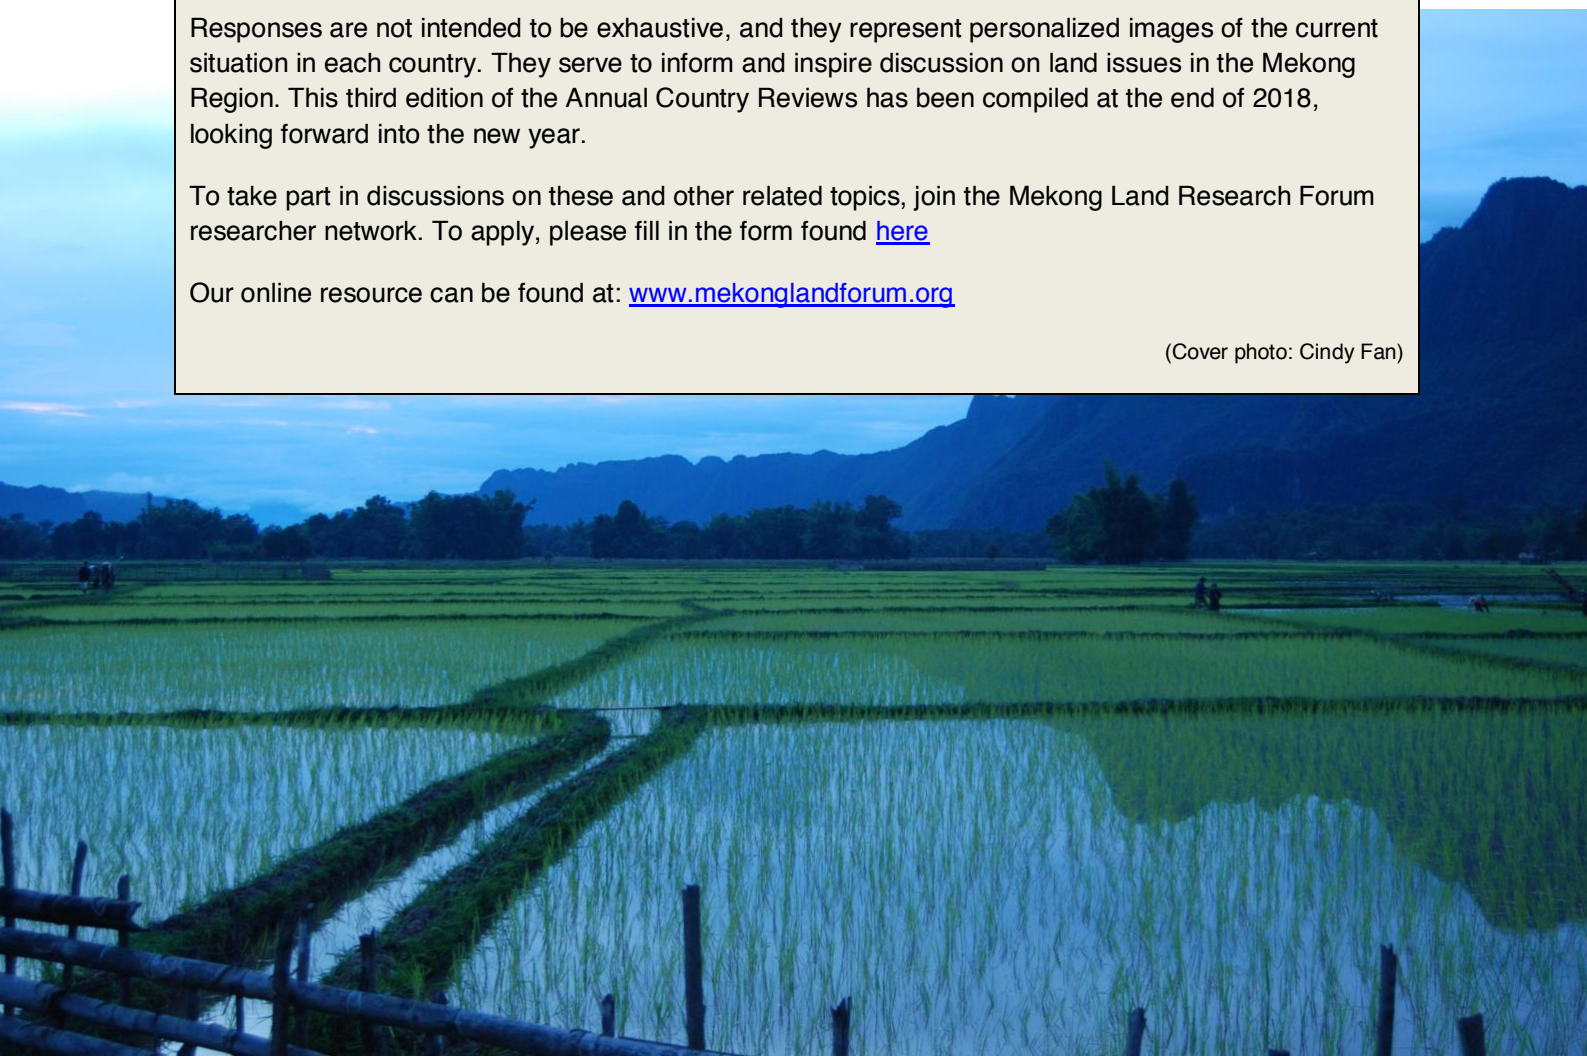 Responses are not intended to be exhaustive, and they represent personalized images of the current
situation in each country. They serve to inform and inspire discussion on land issues in the Mekong
Region. This third edition of the Annual Country Reviews has been compiled at the end of 2018,
looking forward into the new year.
To take part in discussions on these and other related topics, join the Mekong Land Research Forum
researcher network. To apply, please fill in the form found here
Our online resource can be found at: www.mekonglandforum.org
(Cover photo: Cindy Fan)